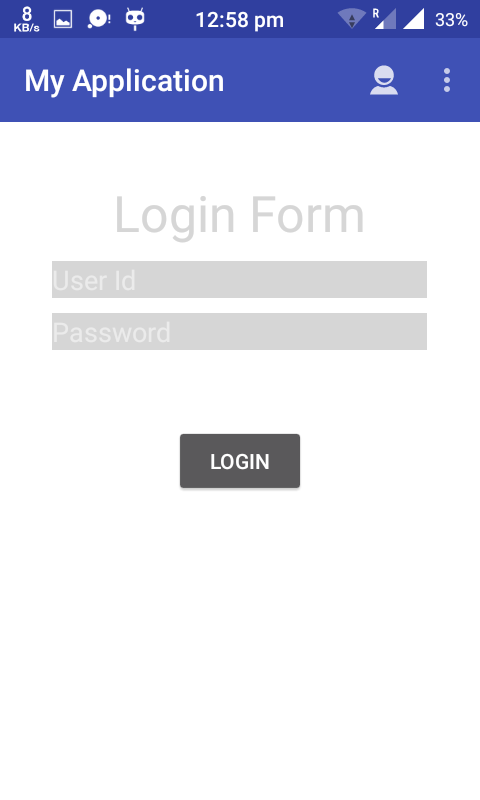 8
KB/s
12:58 pm
R
33%
My Application
Login Form
User Id
Password
LOGIN